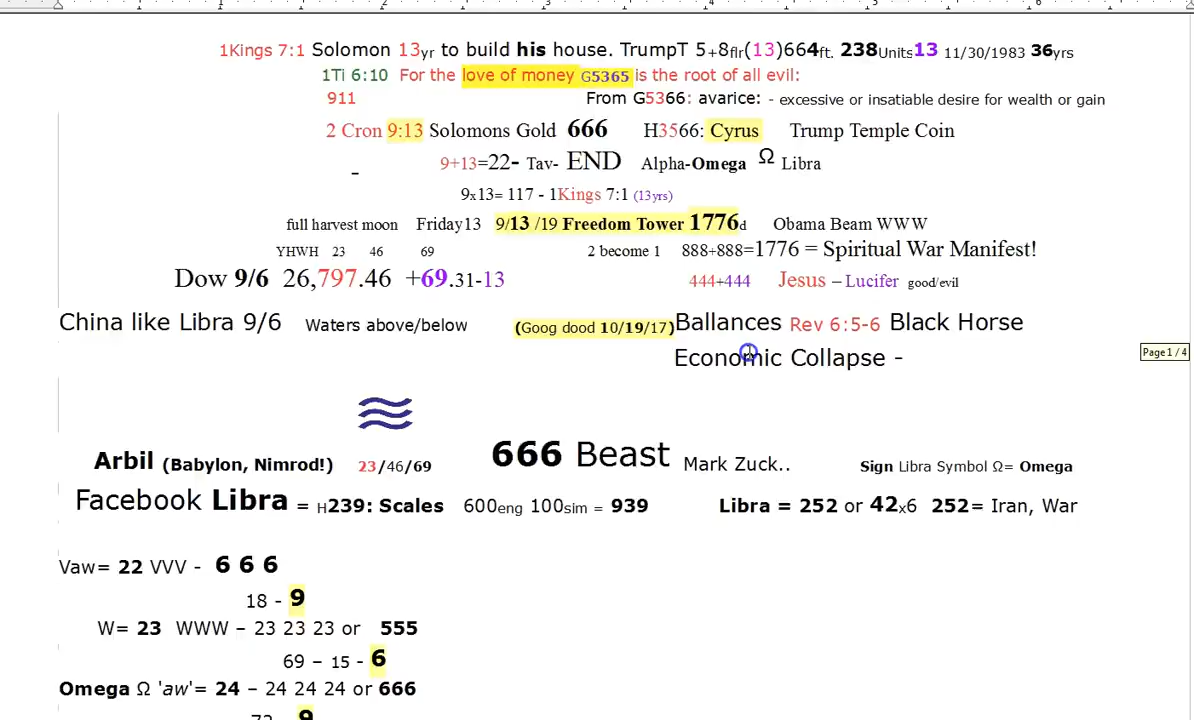 1Kings 7:1 Solomon 13yr to build his house. TrumpT 5+8flr(13)664ft. 238Units13 11/30/1983 36yrs
1Ti 6:10 For the love of money G5365 is the root of all evil:
911 From G5366: avarice: - excessive or insatiable desire for wealth or gain
2 Cron 9:13 Solomons Gold 666 H3566: Cyrus Trump Temple Coin
9+13=22- Tav- END Alpha-Omega Ω Libra
-
9x13= 117 - 1Kings 7:1 (13yrs)
full harvest moon Friday13 9/13 /19 Freedom Tower 1776d Obama Beam WWW
YHWH 23 46 69 2 become 1 888+888=1776 = Spiritual War Manifest!
Dow 9/6 26,797.46 +69.31-13 444+444 Jesus – Lucifer good/evil
China like Libra 9/6 Waters above/below (Goog dood 10/19/17)Ballances Rev 6:5-6 Black Horse
Economic Collapse -
Page 1 / 4
Arbil (Babylon, Nimrod!) 23/46/69 666 Beast Mark Zuck.. Sign Libra Symbol Ω= Omega
Facebook Libra = H239: Scales 600eng 100sim = 939 Libra = 252 or 42x6 252= Iran, War
Vaw= 22 VVV - 6 6 6
18 - 9
W= 23 WWW – 23 23 23 or 555
69 – 15 - 6
Omega Ω 'aw'= 24 – 24 24 24 or 666
72 - 9